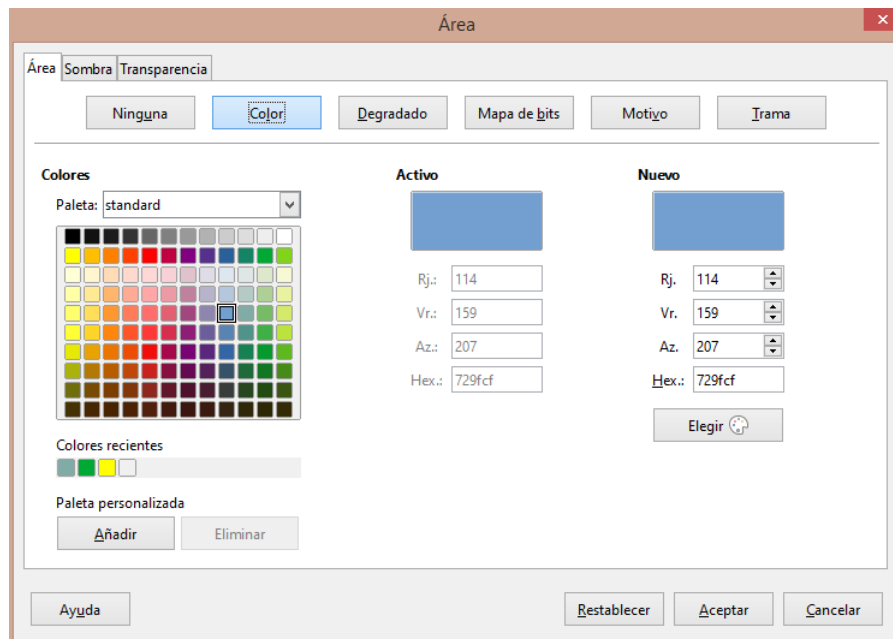 Área
Área Sombra Transparencia
Ninguna Color Degradado Mapa de bits Motivo Trama
Colores Activo Nuevo
Paleta: standard
Rj.: 114 Rj. 114
Vr.: 159 Vr. 159
Az.: 207 Az. 207
Hex.: 729fcf Hex.: 729fcf
Elegir
Colores recientes
Paleta personalizada
Añadir Eliminar
Ayuda Restablecer Aceptar Cancelar